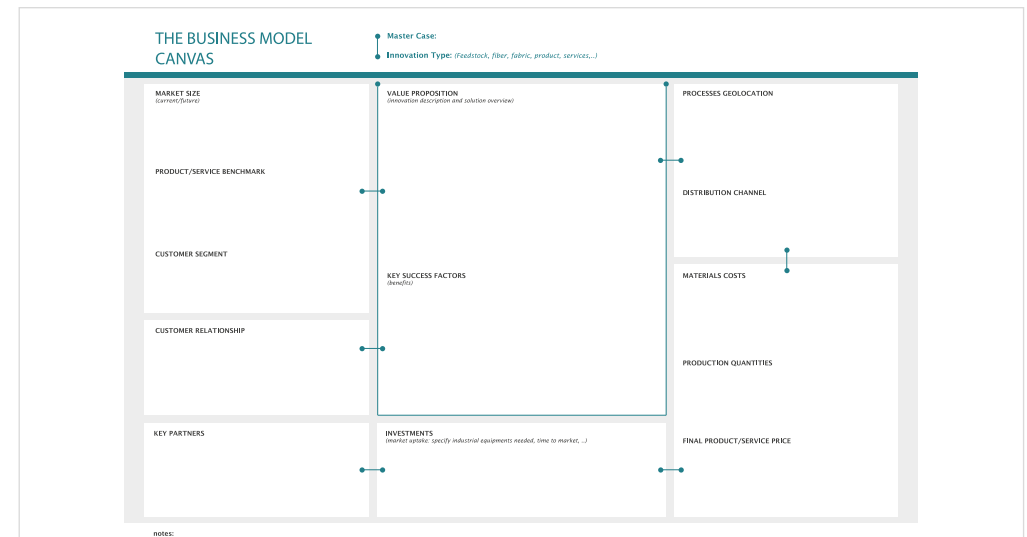 THE BUSINESS MODEL
CANVAS
Master Case:
Innovation Type: (Feedstock, fiber, fabric, product, services,..)
MARKET SIZE
(current/future)
PRODUCT/SERVICE BENCHMARK
CUSTOMER SEGMENT
CUSTOMER RELATIONSHIP
KEY PARTNERS
VALUE PROPOSITION
(innovation description and solution overview)
KEY SUCCESS FACTORS
(benefits)
INVESTMENTS
(market uptake: specify industrial equipments needed, time to market, ..)
PROCESSES GEOLOCATION
DISTRIBUTION CHANNEL
MATERIALS COSTS
PRODUCTION QUANTITIES
FINAL PRODUCT/SERVICE PRICE
notes: